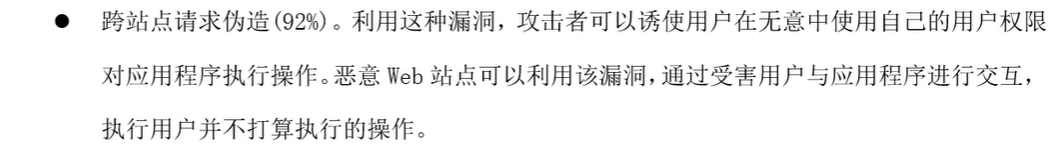 ● 跨站点请求伪造(92%)。利用这种漏洞，攻击者可以诱使用户在无意中使用自己的用户权限
对应用程序执行操作。恶意 Web 站点可以利用该漏洞，通过受害用户与应用程序进行交互，
执行用户并不打算执行的操作。